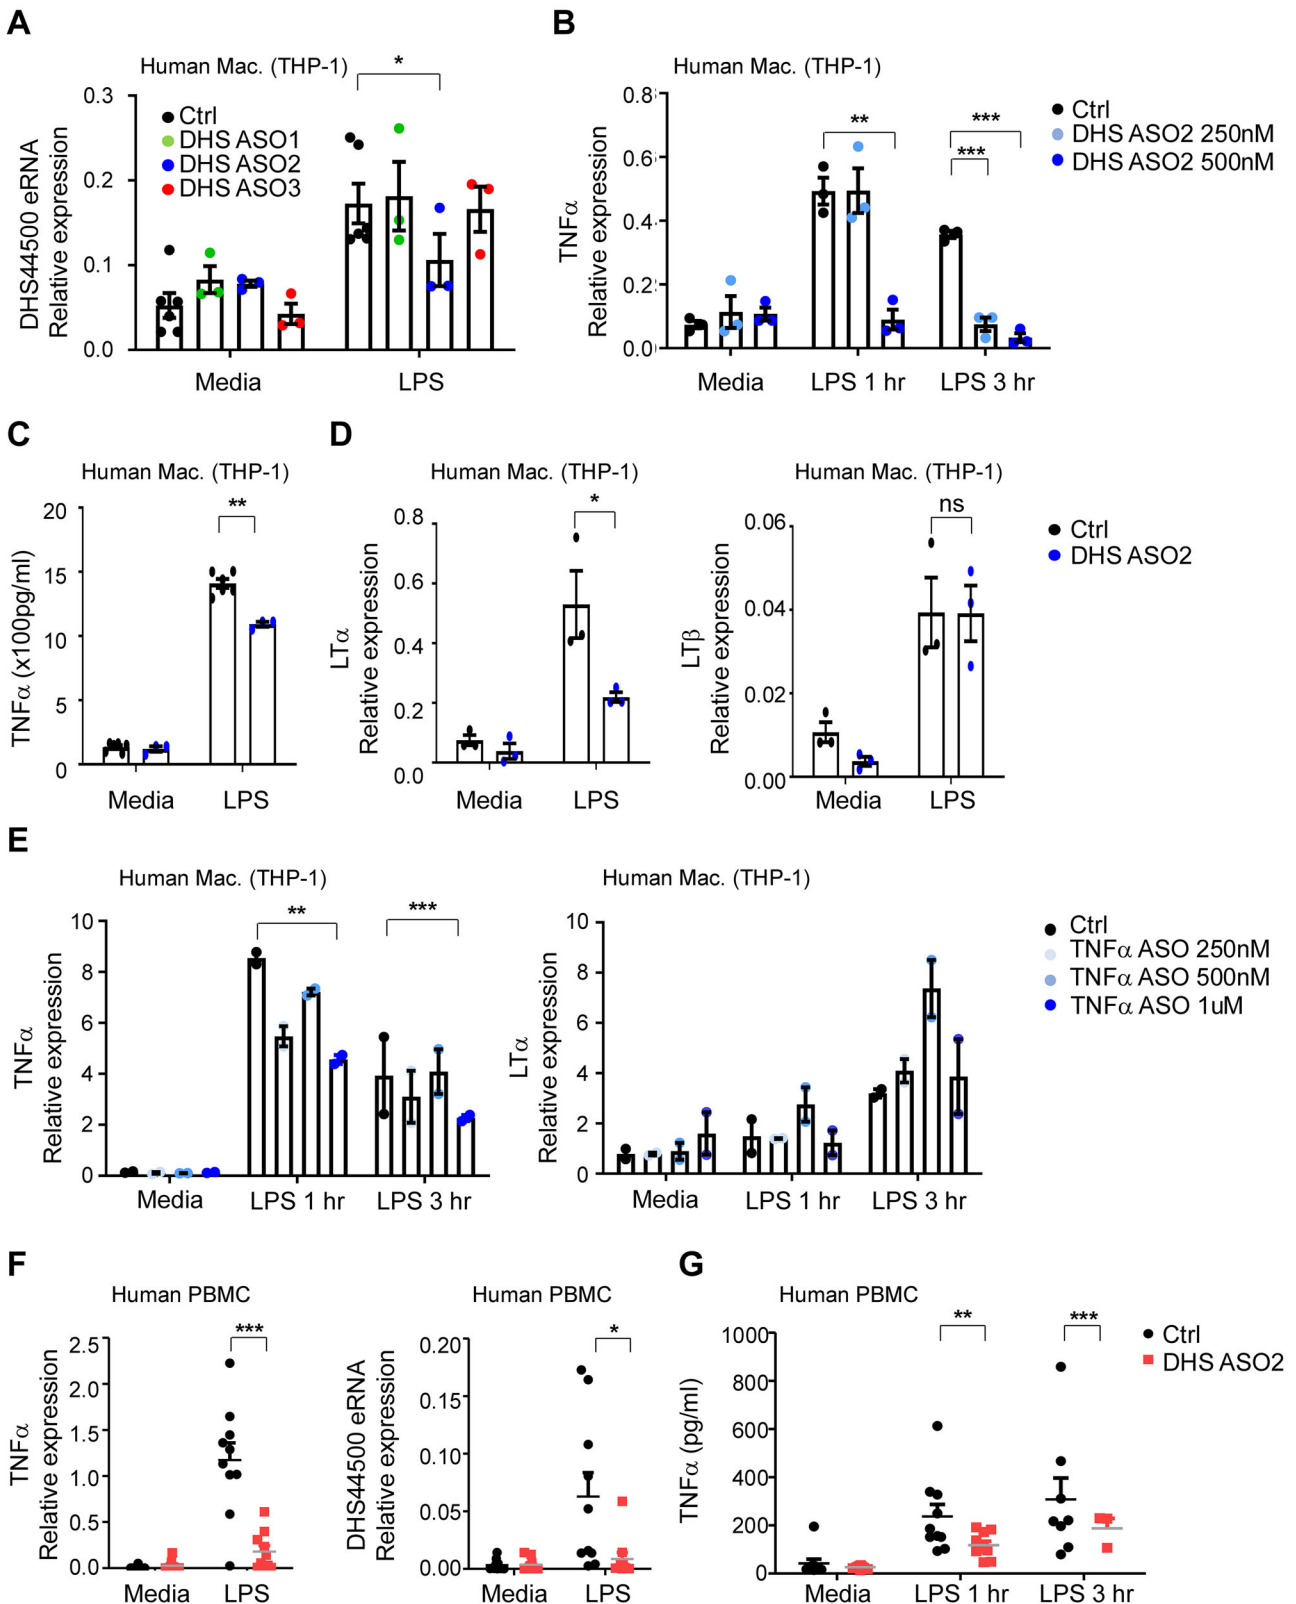 A
Human Mac. (THP-1)
*
DHS44500 eRNA
Relative expression
0.3
0.2
0.1
0.0
Ctrl
DHS ASO1
DHS ASO2
DHS ASO3
Media
LPS
B
Human Mac. (THP-1)
TNFα
Relative expression
0.8
0.6
0.4
0.2
0.0
**
***
***
Ctrl
DHS ASO2 250nM
DHS ASO2 500nM
Media
LPS 1 hr
LPS 3 hr
C
Human Mac. (THP-1)
TNFα (x100pg/ml)
20
15
10
5
0
**
Media
LPS
D
Human Mac. (THP-1)
LTα
Relative expression
0.8
0.6
0.4
0.2
0.0
*
Media
LPS
Human Mac. (THP-1)
LTβ
Relative expression
0.06
0.04
0.02
0.00
ns
Media
LPS
Ctrl
DHS ASO2
E
Human Mac. (THP-1)
TNFα
Relative expression
10
8
6
4
2
0
**
***
Media
LPS 1 hr
LPS 3 hr
Human Mac. (THP-1)
LTα
Relative expression
10
8
6
4
2
0
Media
LPS 1 hr
LPS 3 hr
Ctrl
TNFα ASO 250nM
TNFα ASO 500nM
TNFα ASO 1uM
F
Human PBMC
TNFα
Relative expression
2.5
2.0
1.5
1.0
0.5
0.0
***
Media
LPS
Human PBMC
DHS44500 eRNA
Relative expression
0.20
0.15
0.10
0.05
0.00
*
Media
LPS
G
Human PBMC
TNFα (pg/ml)
1000
800
600
400
200
0
**
***
Media
LPS 1 hr
LPS 3 hr
Ctrl
DHS ASO2